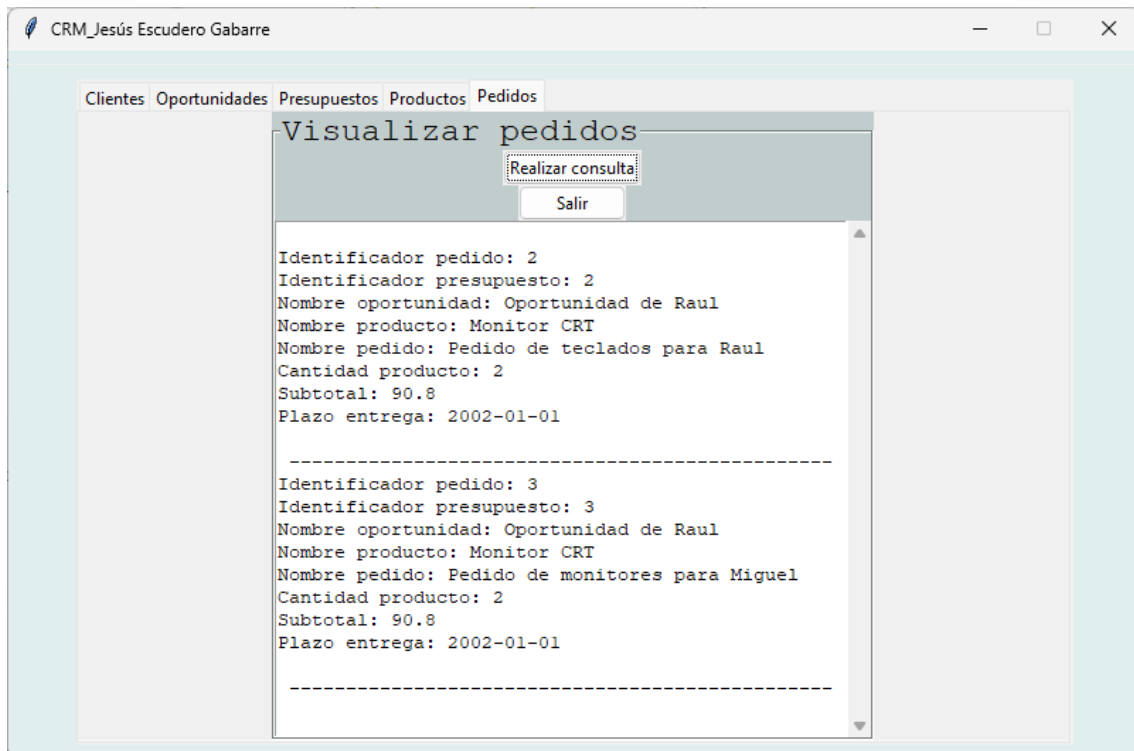 CRM_Jesús Escudero Gabarre
Clientes Oportunidades Presupuestos Productos Pedidos
Visualizar pedidos
Realizar consulta
Salir
Identificador pedido: 2
Identificador presupuesto: 2
Nombre oportunidad: Oportunidad de Raul
Nombre producto: Monitor CRT
Nombre pedido: Pedido de teclados para Raul
Cantidad producto: 2
Subtotal: 90.8
Plazo entrega: 2002-01-01
------------------------------------------------
Identificador pedido: 3
Identificador presupuesto: 3
Nombre oportunidad: Oportunidad de Raul
Nombre producto: Monitor CRT
Nombre pedido: Pedido de monitores para Miguel
Cantidad producto: 2
Subtotal: 90.8
Plazo entrega: 2002-01-01
------------------------------------------------